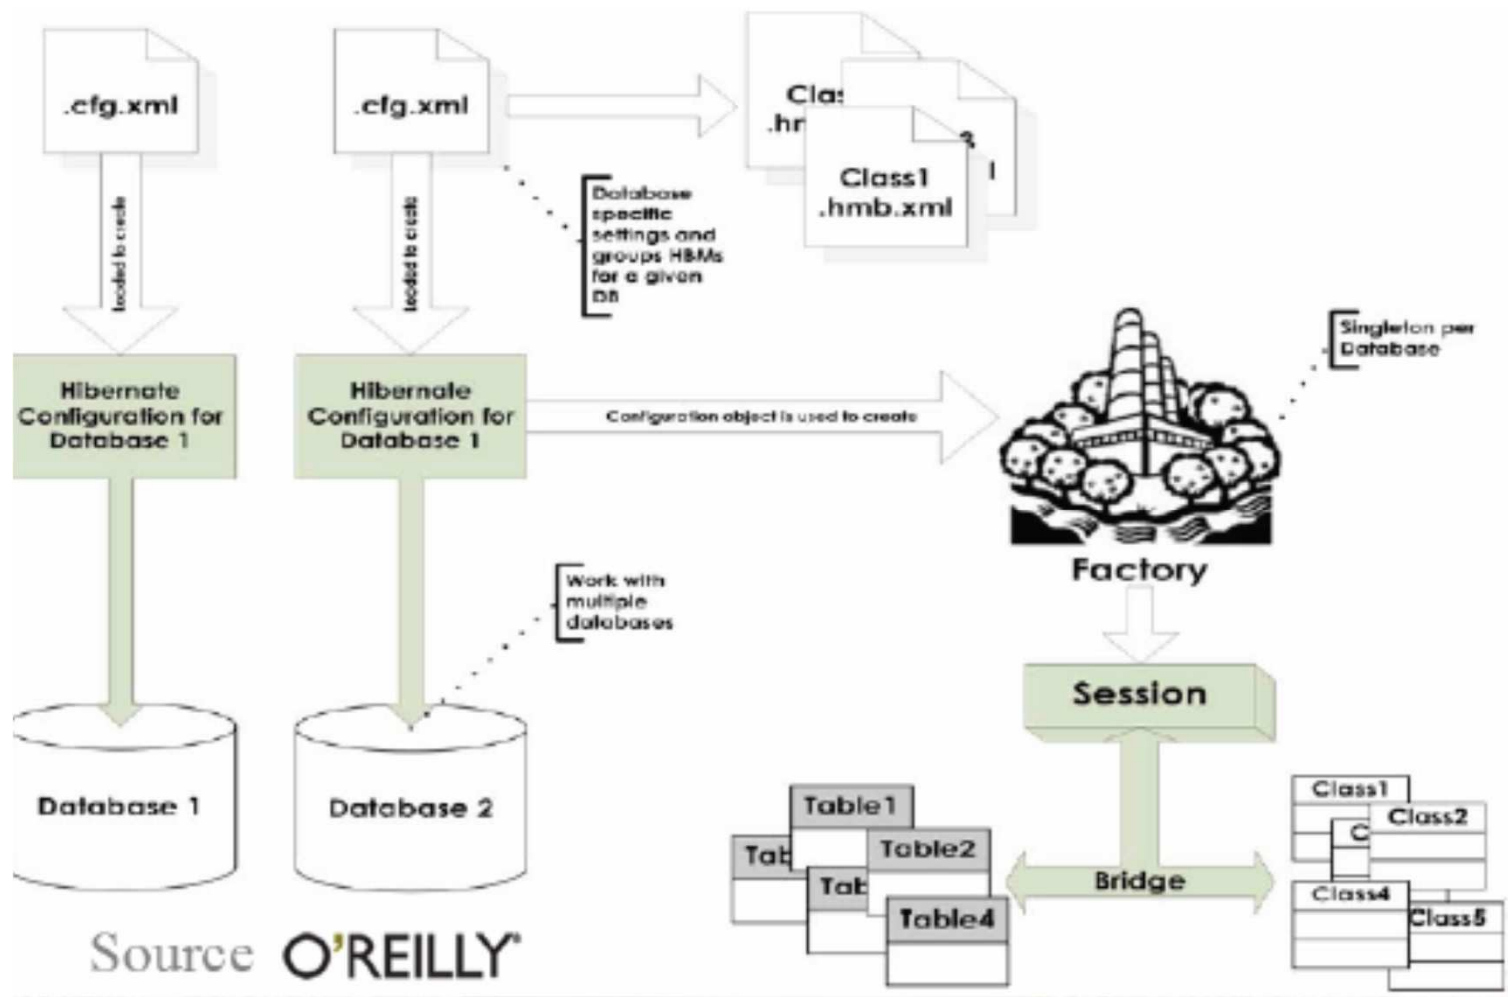 .cfg.xml
.cfg.xml
Class1
.hmb.xml
loaded to create
loaded to create
Database
specific
settings and
groups HBMs
for a given
DB
Singleton per
Database
Hibernate
Configuration for
Database 1
Hibernate
Configuration for
Database 1
Configuration object is used to create
Factory
Work with
multiple
databases
Session
Database 1
Database 2
Table1
Table2
Table4
Bridge
Class1
Class2
Class4
Class5
Source O'REILLY